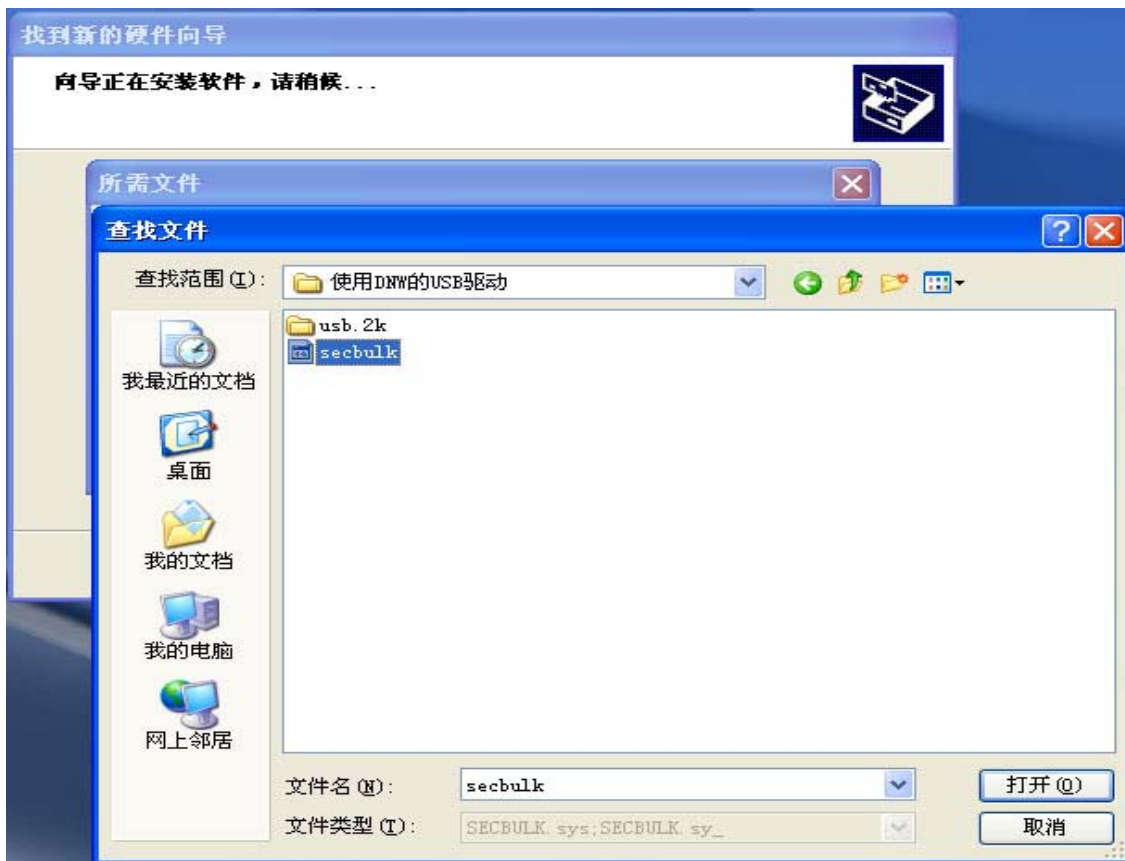 找到新的硬件向导
向导正在安装软件，请稍候...
所需文件
查找文件
查找范围(I):
使用DNW的USB驱动
usb.2k
secbulk
我最近的文档
桌面
我的文档
我的电脑
网上邻居
文件名(N):
secbulk
打开(O)
文件类型(T):
SECBULK.sys;SECBULK.sy_
取消